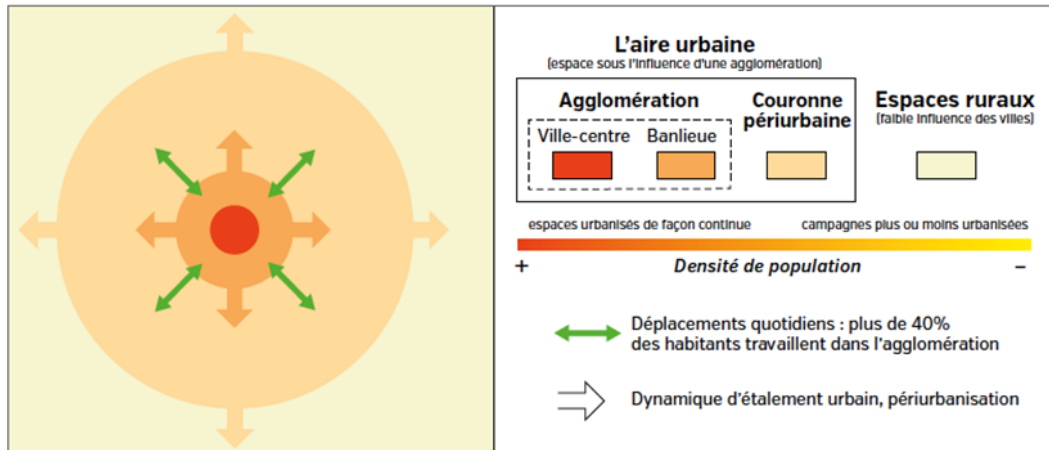 L'aire urbaine
(espace sous l'influence d'une agglomération)
Agglomération
Ville-centre
Banlieue
Couronne
périurbaine
Espaces ruraux
(faible influence des villes)
espaces urbanisés de façon continue
campagnes plus ou moins urbanisées
+
Densité de population
–
Déplacements quotidiens : plus de 40%
des habitants travaillent dans l'agglomération
Dynamique d'étalement urbain, périurbanisation